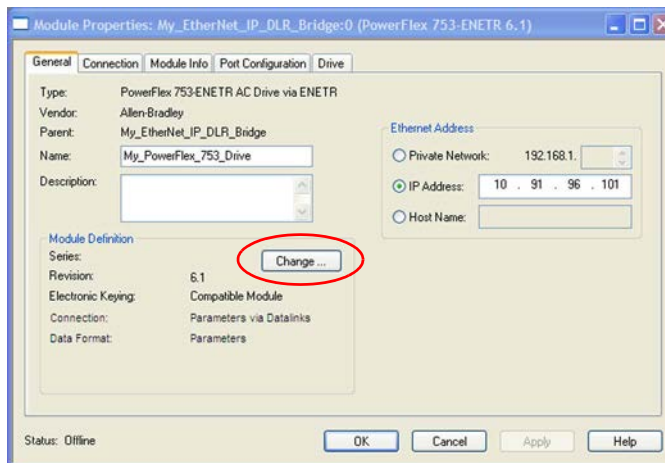 Module Properties: My_EtherNet_IP_DLR_Bridge:0 (PowerFlex 753-ENETR 6.1)
General Connection Module Info Port Configuration Drive
Type: PowerFlex 753-ENETR AC Drive via ENETR
Vendor: Allen-Bradley
Parent: My_EtherNet_IP_DLR_Bridge
Name: My_PowerFlex_753_Drive
Description:
Ethernet Address
Private Network: 192.168.1.
IP Address: 10 . 91 . 96 . 101
Host Name:
Module Definition
Series:
Change ...
Revision: 6.1
Electronic Keying: Compatible Module
Connection: Parameters via Datalinks
Data Format: Parameters
Status: Offline
OK Cancel Apply Help